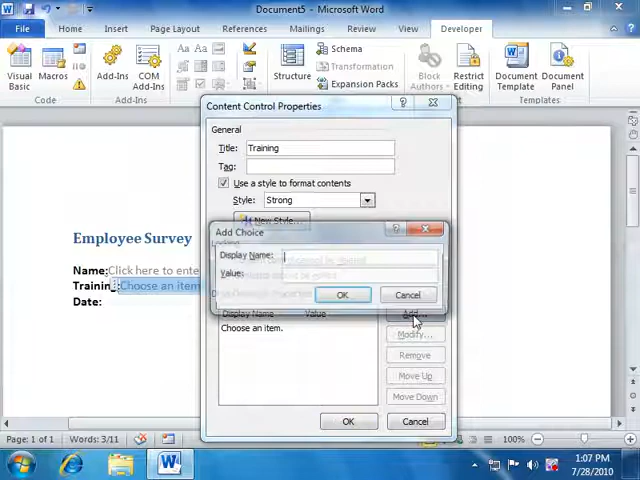 Document5 - Microsoft Word
File Home Insert Page Layout References Mailings Review View Developer
Visual Basic
Macros
Code
Add-Ins
COM Add-Ins
Add-Ins
Aa Aa
Structure
Schema
Transformation
Expansion Packs
Block Authors
Restrict Editing
Document Template
Document Panel
Templates
Content Control Properties
General
Title: Training
Tag:
Use a style to format contents
Style: Strong
New Style...
Add Choice
Display Name:
Value:
OK Cancel
Display Name Value
Choose an item.
Add...
Modify...
Remove
Move Up
Move Down
OK Cancel
Employee Survey
Name: Click here to ente
Training: Choose an item
Date:
Page: 1 of 1 Words: 3/11 100%
1:07 PM
7/28/2010